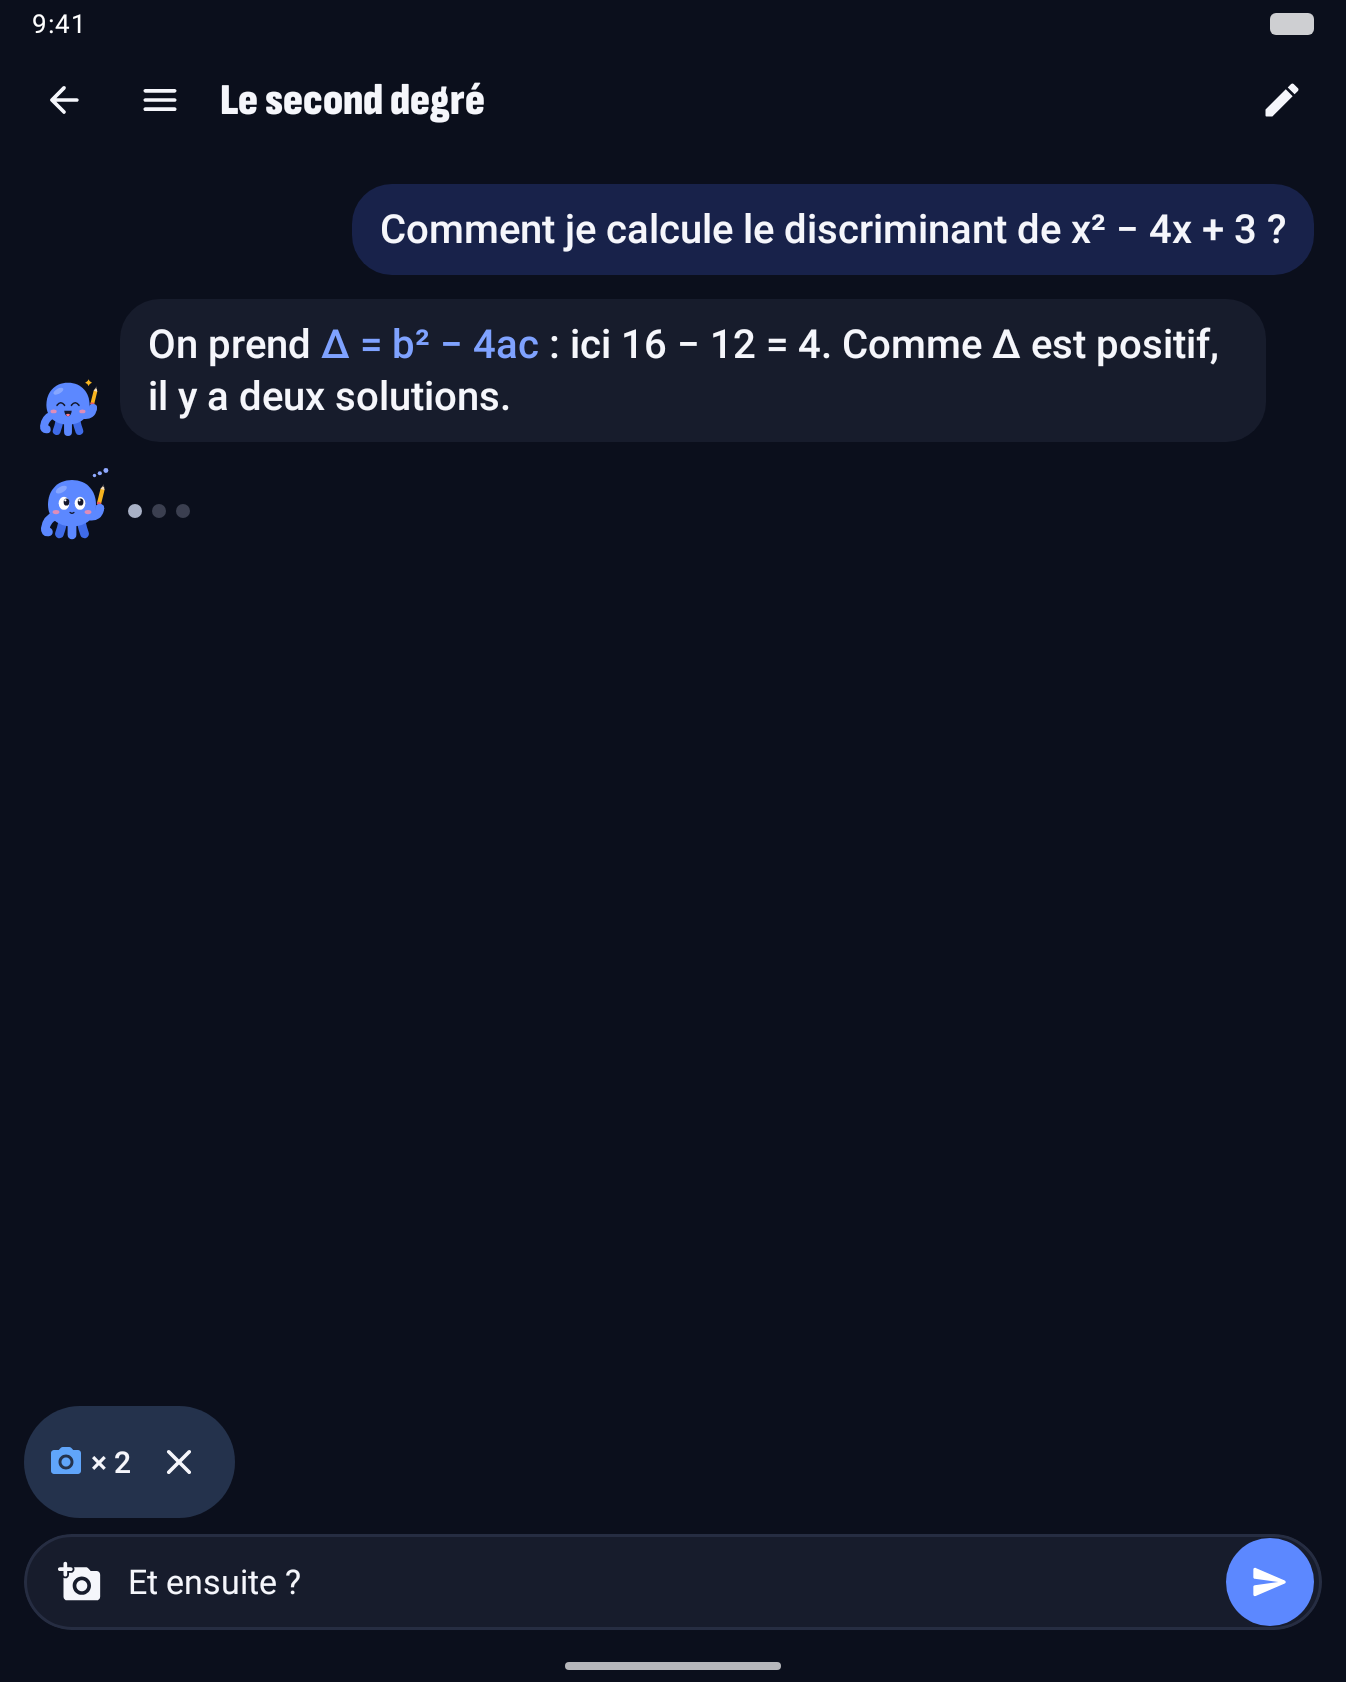 9:41
Le second degré
Comment je calcule le discriminant de x² − 4x + 3 ?
On prend Δ = b² − 4ac : ici 16 − 12 = 4. Comme Δ est positif,
il y a deux solutions.
× 2
Et ensuite ?